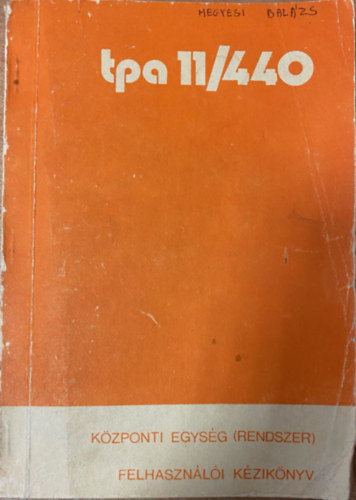 MEGYESI BALÁZS
tpa 11/440
KÖZPONTI EGYSÉG (RENDSZER)
FELHASZNÁLÓI KÉZIKÖNYV